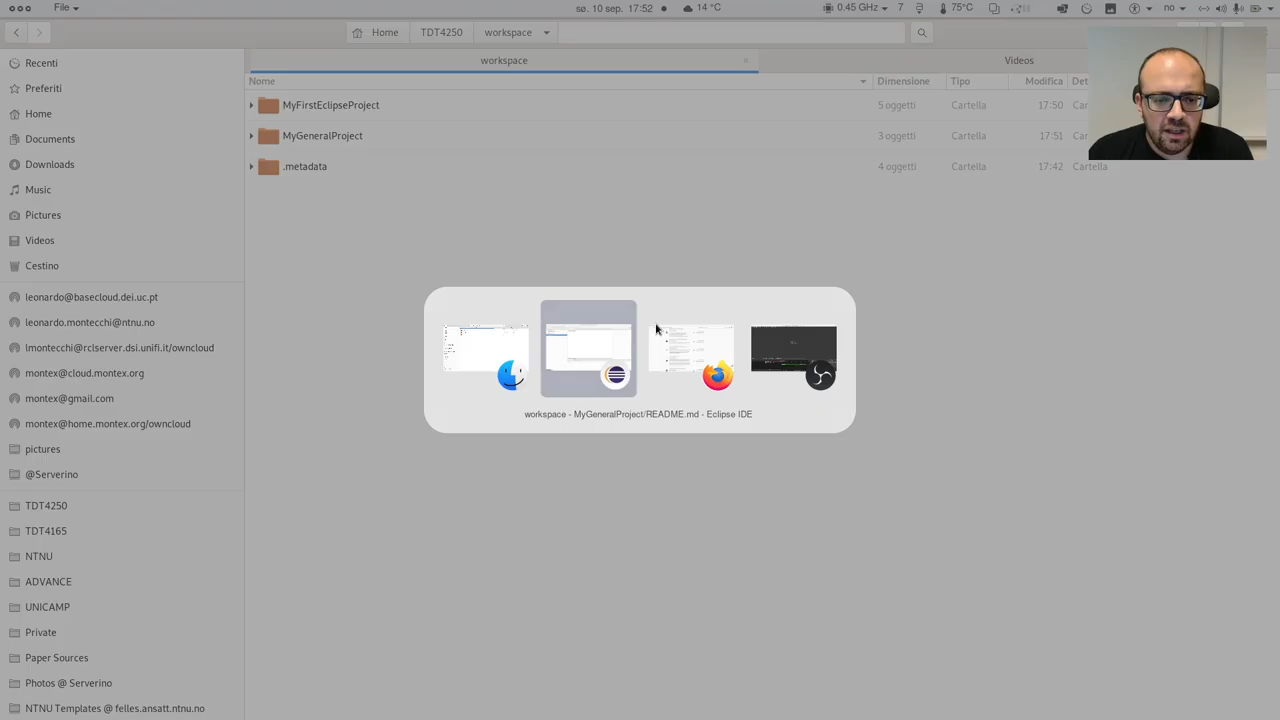 File
sø. 10 sep. 17:52
14 °C
0.45 GHz
7
75°C
no
Home
TDT4250
workspace
workspace
Videos
Nome
Dimensione
Tipo
Modifica
MyFirstEclipseProject
5 oggetti
Cartella
17:50
MyGeneralProject
3 oggetti
Cartella
17:51
.metadata
4 oggetti
Cartella
17:42
Cartella
Recenti
Preferiti
Home
Documents
Downloads
Music
Pictures
Videos
Cestino
leonardo@basecloud.dei.uc.pt
leonardo.montecchi@ntnu.no
lmontecchi@rclserver.dsi.unifi.it/owncloud
montex@cloud.montex.org
montex@gmail.com
montex@home.montex.org/owncloud
pictures
@Serverino
TDT4250
TDT4165
NTNU
ADVANCE
UNICAMP
Private
Paper Sources
Photos @ Serverino
NTNU Templates @ felles.ansatt.ntnu.no
workspace - MyGeneralProject/README.md - Eclipse IDE